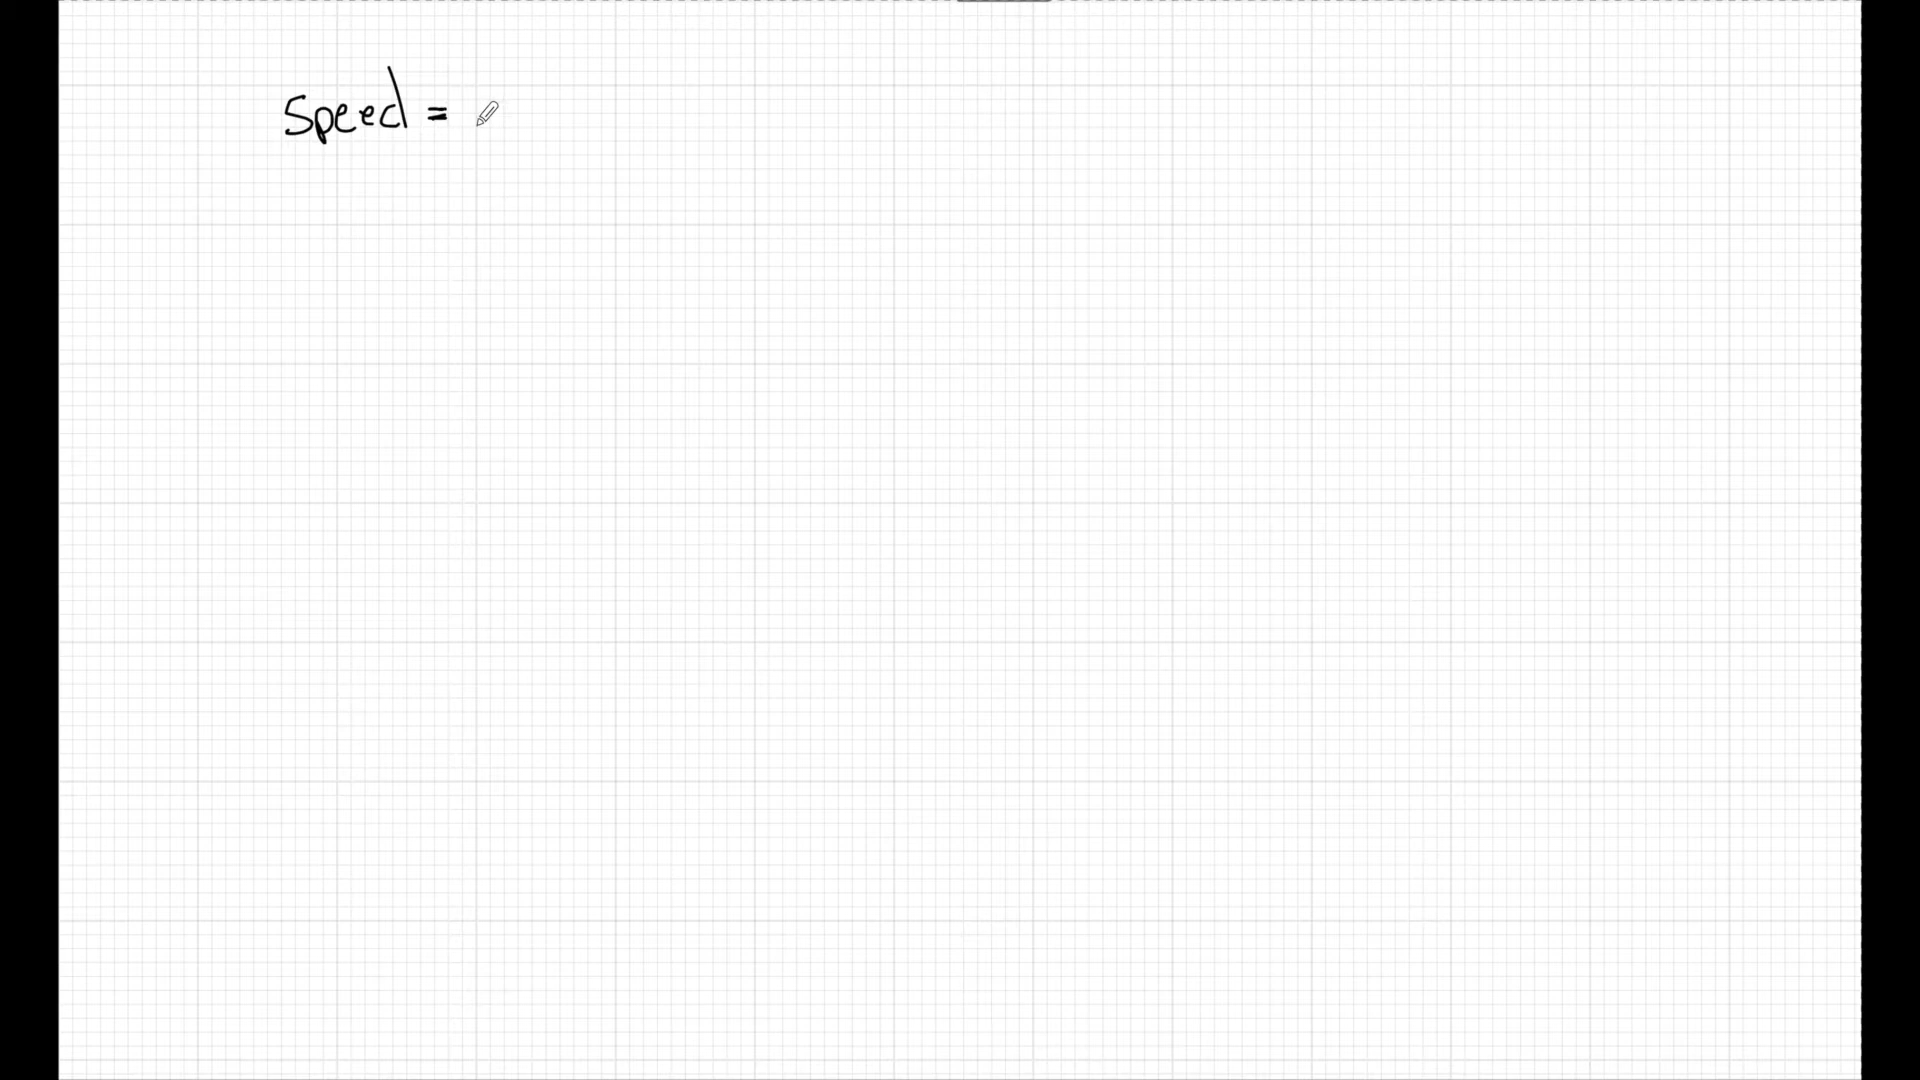 Speed =